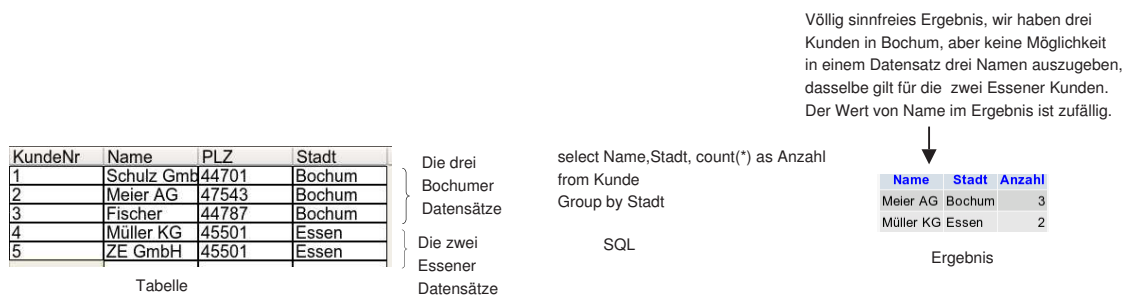 Völlig sinnfreies Ergebnis, wir haben drei
Kunden in Bochum, aber keine Möglichkeit
in einem Datensatz drei Namen auszugeben,
dasselbe gilt für die zwei Essener Kunden.
Der Wert von Name im Ergebnis ist zufällig.
KundeNr Name PLZ Stadt
1 Schulz Gmb 44701 Bochum
2 Meier AG 47543 Bochum
3 Fischer 44787 Bochum
4 Müller KG 45501 Essen
5 ZE GmbH 45501 Essen
Tabelle
Die drei
Bochumer
Datensätze
Die zwei
Essener
Datensätze
select Name,Stadt, count(*) as Anzahl
from Kunde
Group by Stadt
SQL
Name Stadt Anzahl
Meier AG Bochum 3
Müller KG Essen 2
Ergebnis